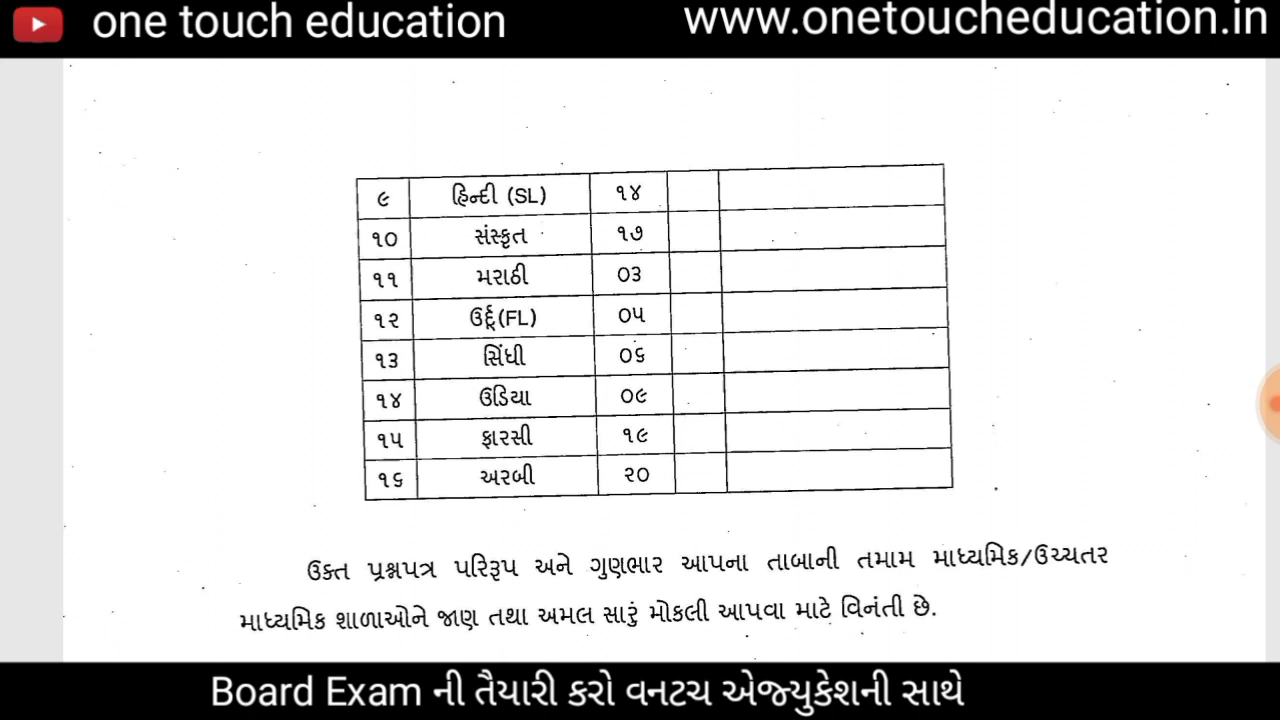 one touch education
www.onetoucheducation.in
૯ હિન્દી (SL) ૧૪
૧૦ સંસ્કૃત ૧૭
૧૧ મરાઠી ૦૩
૧૨ ઉર્દૂ(FL) ૦૫
૧૩ સિંધી ૦૬
૧૪ ઉડિયા ૦૯
૧૫ ફારસી ૧૯
૧૬ અરબી ૨૦
ઉક્ત પ્રશ્નપત્ર પરિરૂપ અને ગુણભાર આપના તાબાની તમામ માધ્યમિક/ઉચ્ચતર
માધ્યમિક શાળાઓને જાણ તથા અમલ સારું મોકલી આપવા માટે વિનંતી છે.
Board Exam ની તૈયારી કરો વનટચ એજ્યુકેશની સાથે